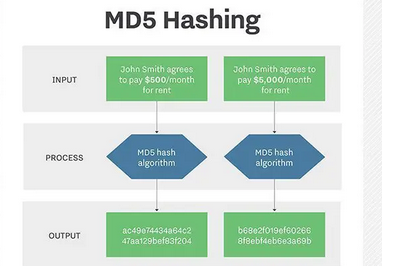 MD5 Hashing
INPUT
John Smith agrees
to pay $500/month
for rent
John Smith agrees to
pay $5,000/month
for rent
PROCESS
MD5 hash
algorithm
MD5 hash
algorithm
OUTPUT
ac49e74434a64c2
47aa129bef83f204
b68e2f019ef60266
8f8ebf4eb6e3a69b